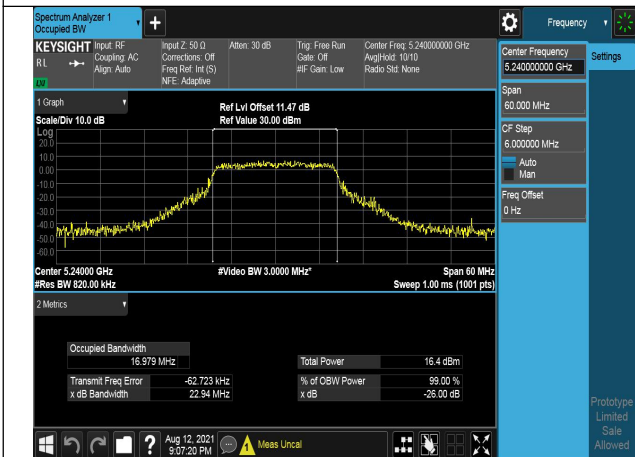 Spectrum Analyzer 1
Occupied BW
Frequency
KEYSIGHT
Input: RF
Coupling: AC
Align: Auto
Input Z: 50 Ω
Corrections: Off
Freq Ref: Int (S)
NFE: Adaptive
Atten: 30 dB
Trig: Free Run
Gate: Off
#IF Gain: Low
Center Freq: 5.240000000 GHz
Avg|Hold: 10/10
Radio Std: None
R L
LXI
Center Frequency
5.240000000 GHz
Settings
Span
60.000 MHz
CF Step
6.000000 MHz
Auto
Man
Freq Offset
0 Hz
1 Graph
Scale/Div 10.0 dB
Ref Lvl Offset 11.47 dB
Ref Value 30.00 dBm
Log
20.0
10.0
0.00
-10.0
-20.0
-30.0
-40.0
-50.0
-60.0
Center 5.24000 GHz
#Res BW 820.00 kHz
#Video BW 3.0000 MHz*
Span 60 MHz
Sweep 1.00 ms (1001 pts)
2 Metrics
Occupied Bandwidth
16.979 MHz
Total Power 16.4 dBm
Transmit Freq Error -62.723 kHz
% of OBW Power 99.00 %
x dB Bandwidth 22.94 MHz
x dB -26.00 dB
Prototype
Limited
Sale
Allowed
Aug 12, 2021
9:07:20 PM
Meas Uncal